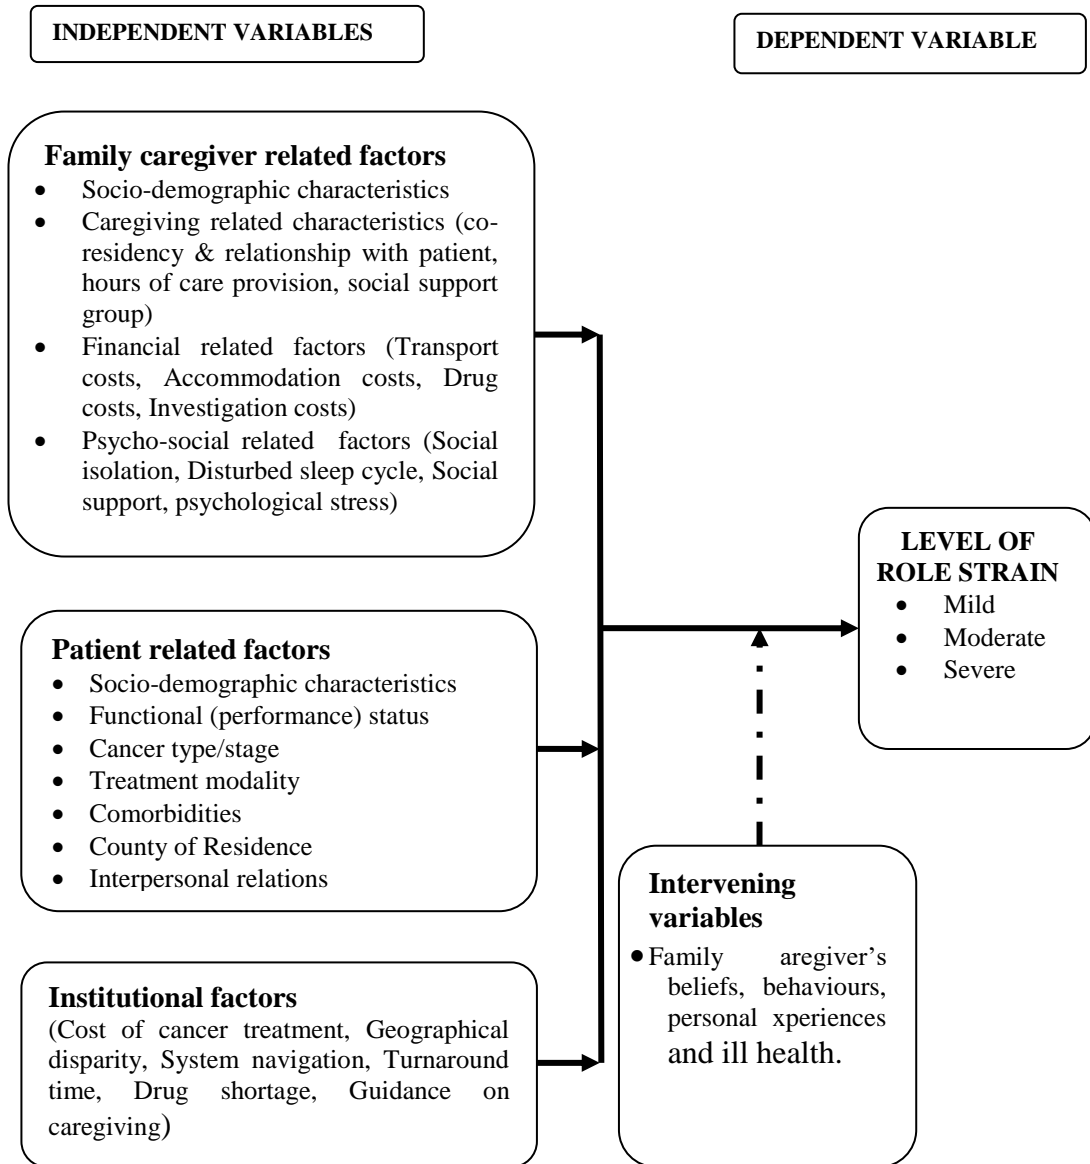 INDEPENDENT VARIABLES
DEPENDENT VARIABLE
Family caregiver related factors
• Socio-demographic characteristics
• Caregiving related characteristics (co-
residency & relationship with patient,
hours of care provision, social support
group)
• Financial related factors (Transport
costs, Accommodation costs, Drug
costs, Investigation costs)
• Psycho-social related factors (Social
isolation, Disturbed sleep cycle, Social
support, psychological stress)
Patient related factors
• Socio-demographic characteristics
• Functional (performance) status
• Cancer type/stage
• Treatment modality
• Comorbidities
• County of Residence
• Interpersonal relations
Institutional factors
(Cost of cancer treatment, Geographical
disparity, System navigation, Turnaround
time, Drug shortage, Guidance on
caregiving)
Intervening
variables
• Family aregiver's
beliefs, behaviours,
personal xperiences
and ill health.
LEVEL OF
ROLE STRAIN
• Mild
• Moderate
• Severe